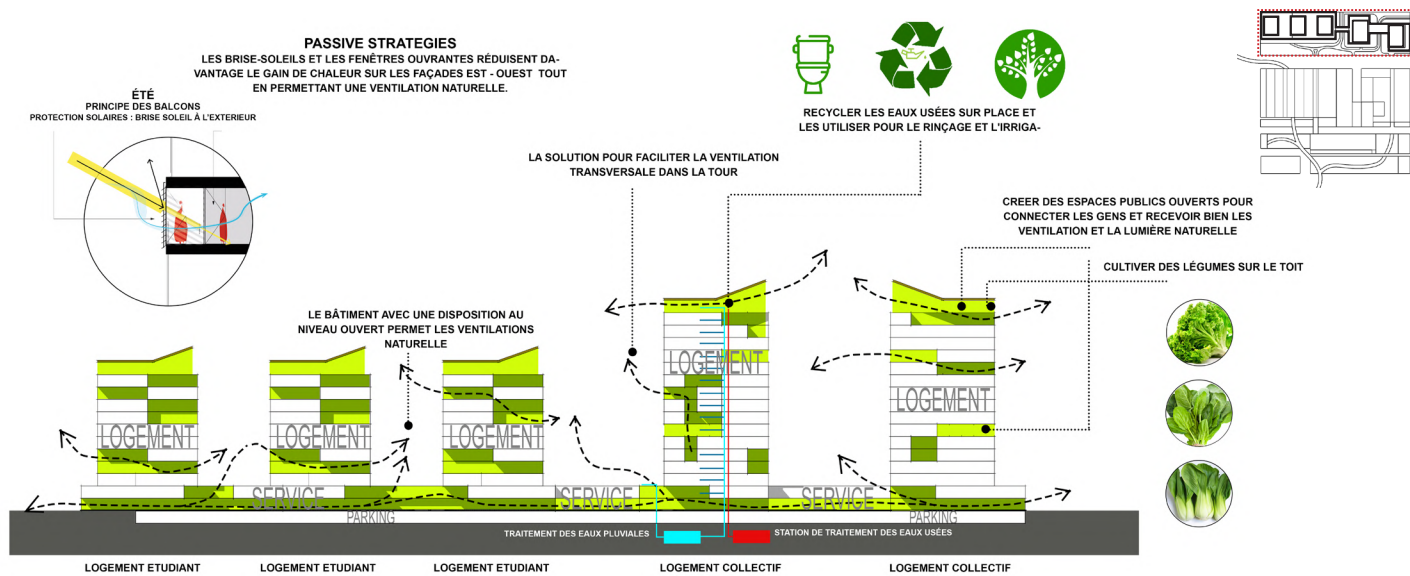 PASSIVE STRATEGIES
LES BRISE-SOLEILS ET LES FENÊTRES OUVRANTES RÉDUISENT DA-
VANTAGE LE GAIN DE CHALEUR SUR LES FAÇADES EST - OUEST TOUT
EN PERMETTANT UNE VENTILATION NATURELLE.
ÉTÉ
PRINCIPE DES BALCONS
PROTECTION SOLAIRES : BRISE SOLEIL À L'EXTERIEUR
RECYCLER LES EAUX USÉES SUR PLACE ET
LES UTILISER POUR LE RINÇAGE ET L'IRRIGA-
LA SOLUTION POUR FACILITER LA VENTILATION
TRANSVERSALE DANS LA TOUR
CREER DES ESPACES PUBLICS OUVERTS POUR
CONNECTER LES GENS ET RECEVOIR BIEN LES
VENTILATION ET LA LUMIÈRE NATURELLE
CULTIVER DES LÉGUMES SUR LE TOIT
LE BÂTIMENT AVEC UNE DISPOSITION AU
NIVEAU OUVERT PERMET LES VENTILATIONS
NATURELLE
LOGEMENT
LOGEMENT
LOGEMENT
LOGEMENT
LOGEMENT
SERVICE
SERVICE
SERVICE
PARKING
PARKING
TRAITEMENT DES EAUX PLUVIALES
STATION DE TRAITEMENT DES EAUX USÉES
LOGEMENT ETUDIANT
LOGEMENT ETUDIANT
LOGEMENT ETUDIANT
LOGEMENT COLLECTIF
LOGEMENT COLLECTIF